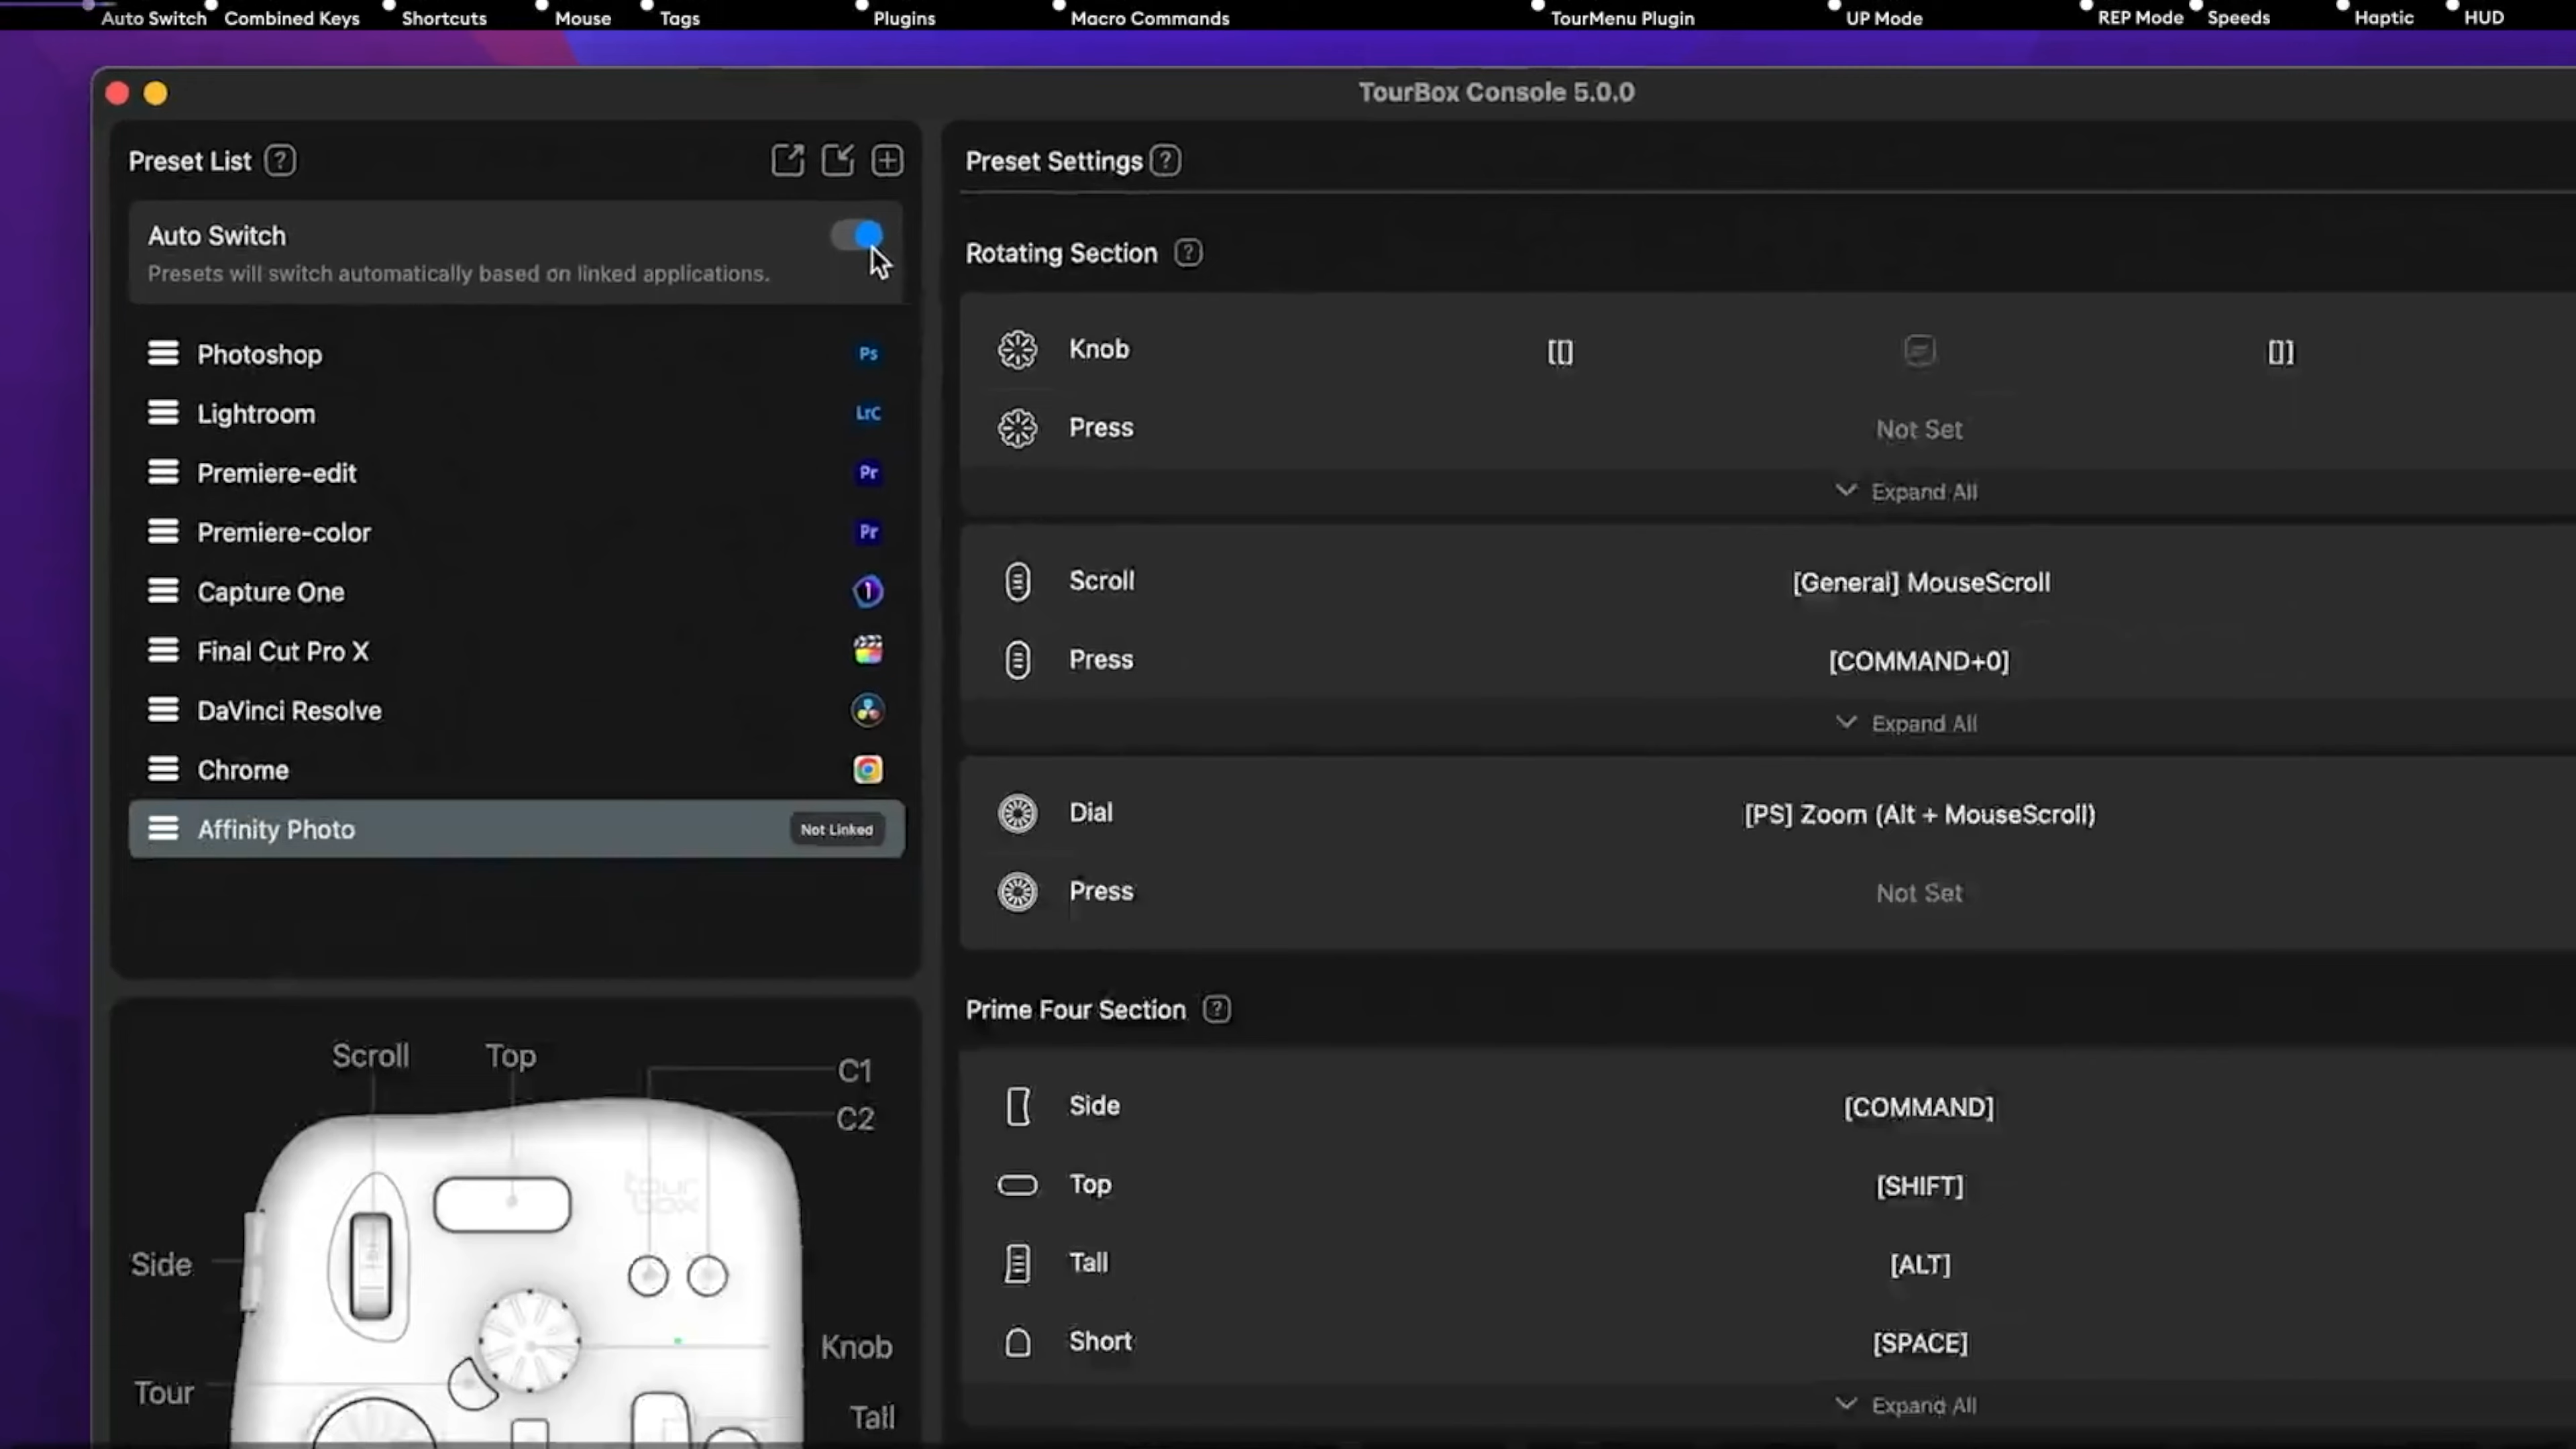 Auto Switch Combined Keys Shortcuts Mouse Tags Plugins Macro Commands TourMenu Plugin UP Mode REP Mode Speeds Haptic HUD
TourBox Console 5.0.0
Preset List ?
Auto Switch
Presets will switch automatically based on linked applications.
Photoshop Ps
Lightroom LrC
Premiere-edit Pr
Premiere-color Pr
Capture One 1
Final Cut Pro X
DaVinci Resolve
Chrome
Affinity Photo Not Linked
Scroll Top C1
C2
tour
box
Side
Knob
Tour
Tall
Preset Settings ?
Rotating Section ?
Knob [[] []]
Press Not Set
Expand All
Scroll [General] MouseScroll
Press [COMMAND+0]
Expand All
Dial [PS] Zoom (Alt + MouseScroll)
Press Not Set
Prime Four Section ?
Side [COMMAND]
Top [SHIFT]
Tall [ALT]
Short [SPACE]
Expand All